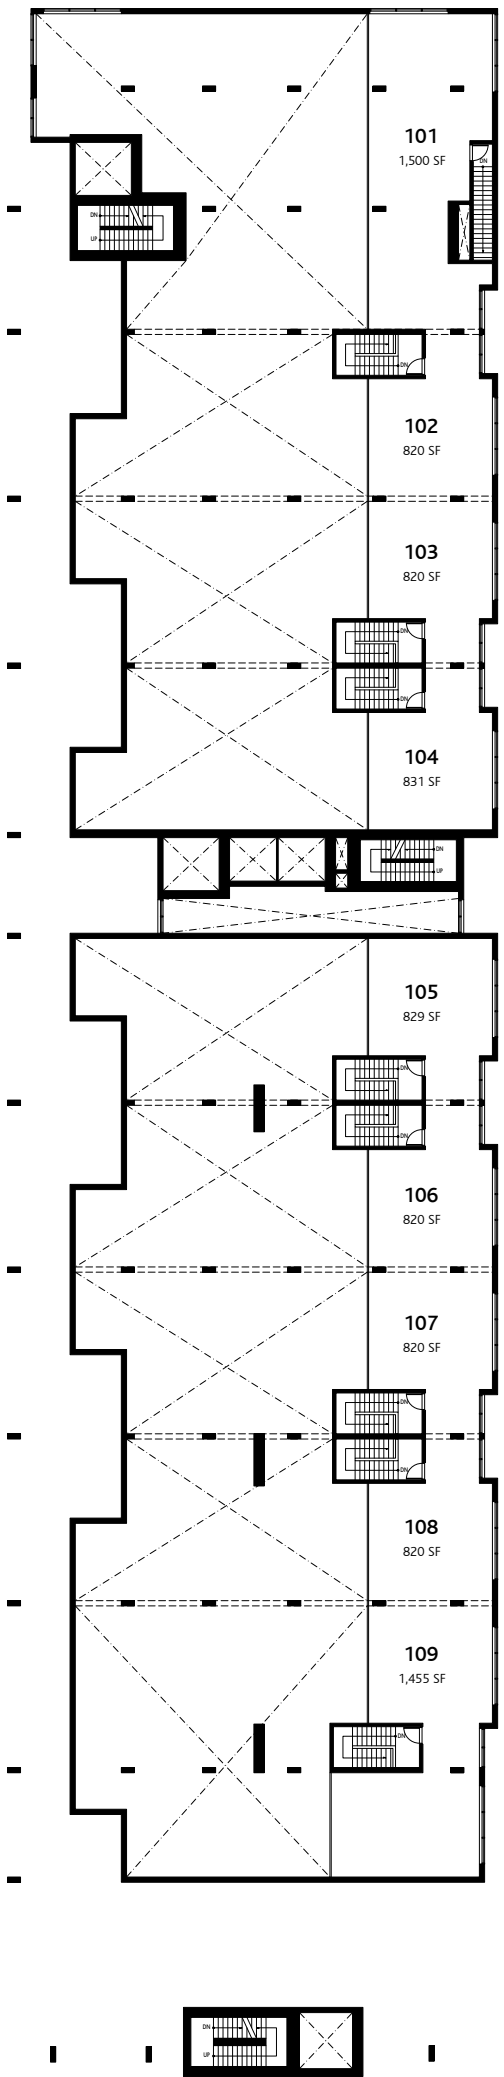 101
1,500 SF
DN
DN
UP
DN
102
820 SF
103
820 SF
DN
DN
104
831 SF
DN
UP
105
829 SF
DN
DN
106
820 SF
107
820 SF
DN
DN
108
820 SF
109
1,455 SF
DN
DN
UP